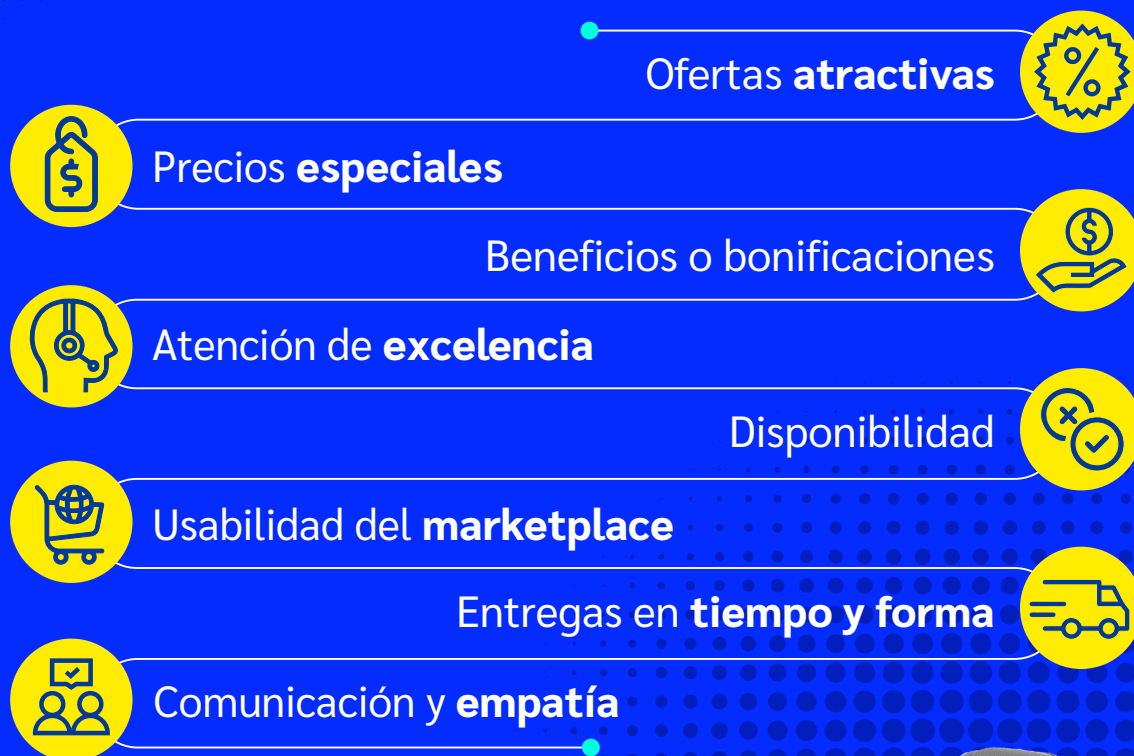 Ofertas atractivas
Precios especiales
Beneficios o bonificaciones
Atención de excelencia
Disponibilidad
Usabilidad del marketplace
Entregas en tiempo y forma
Comunicación y empatía